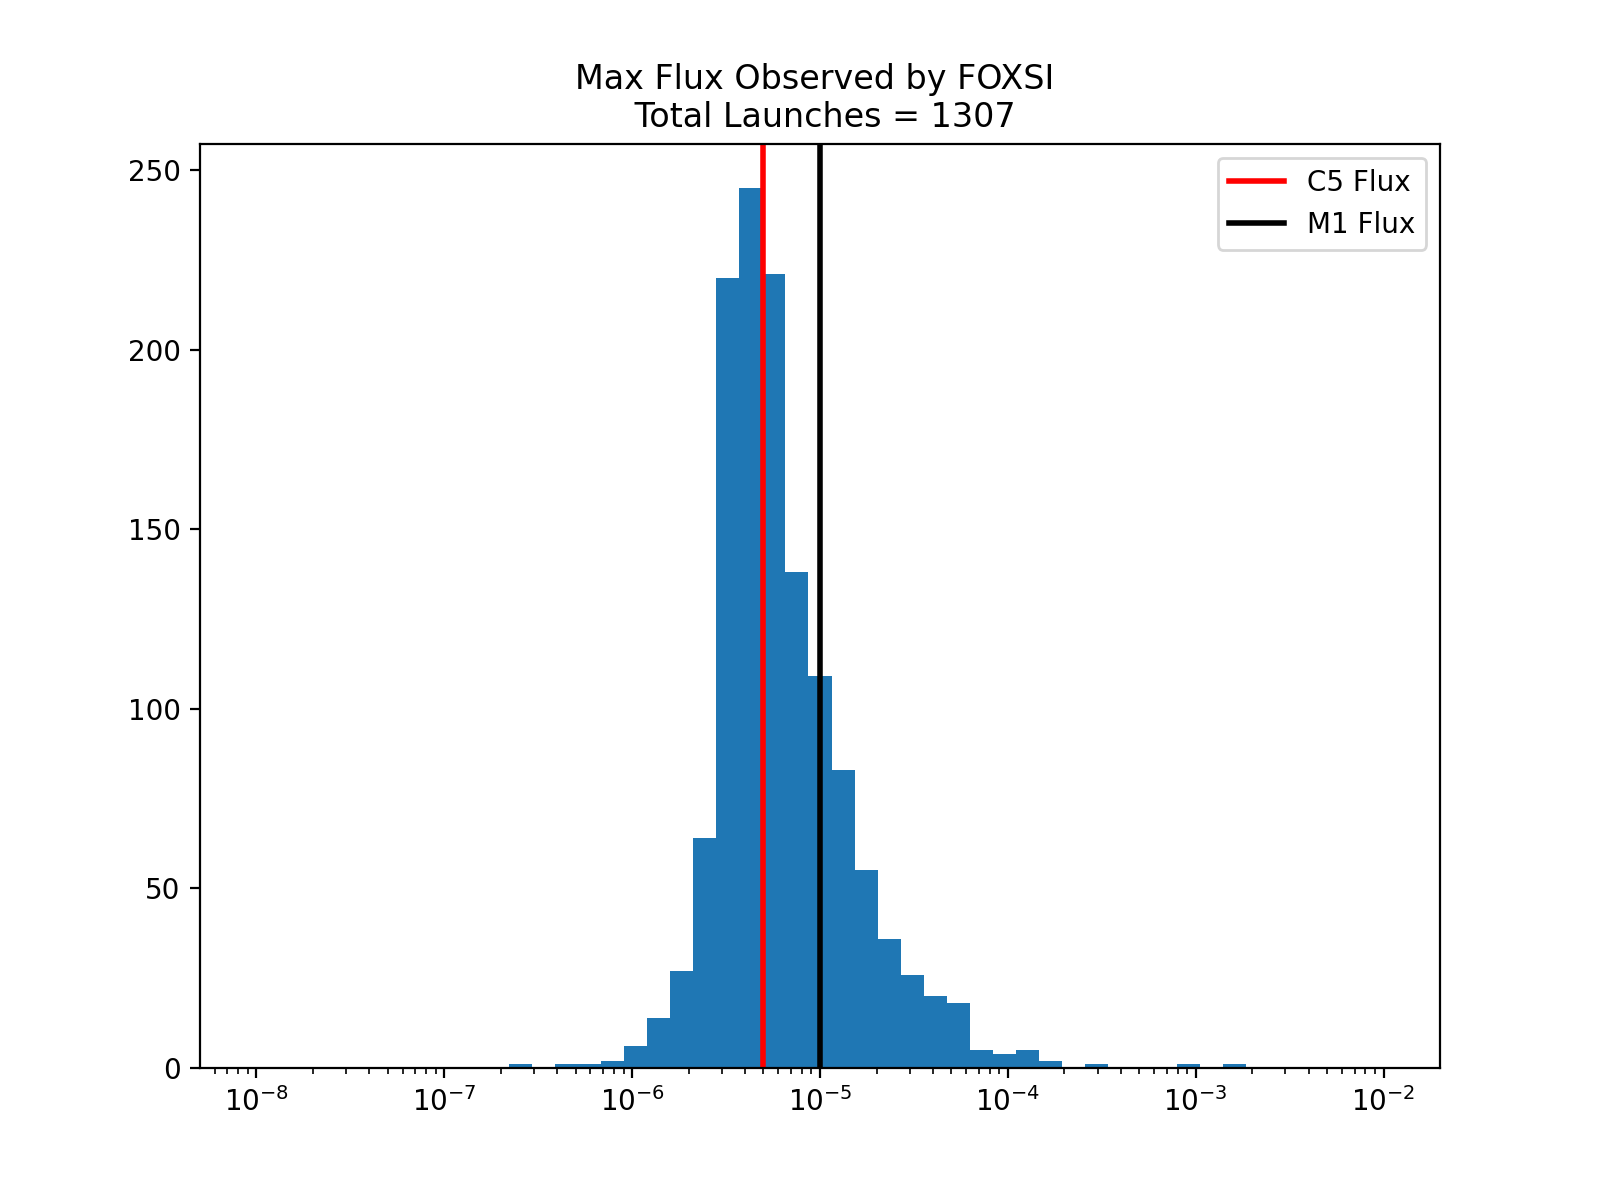 Max Flux Observed by FOXSI
Total Launches = 1307
C5 Flux
M1 Flux
250
200
150
100
50
0
10⁻⁸ 10⁻⁷ 10⁻⁶ 10⁻⁵ 10⁻⁴ 10⁻³ 10⁻²